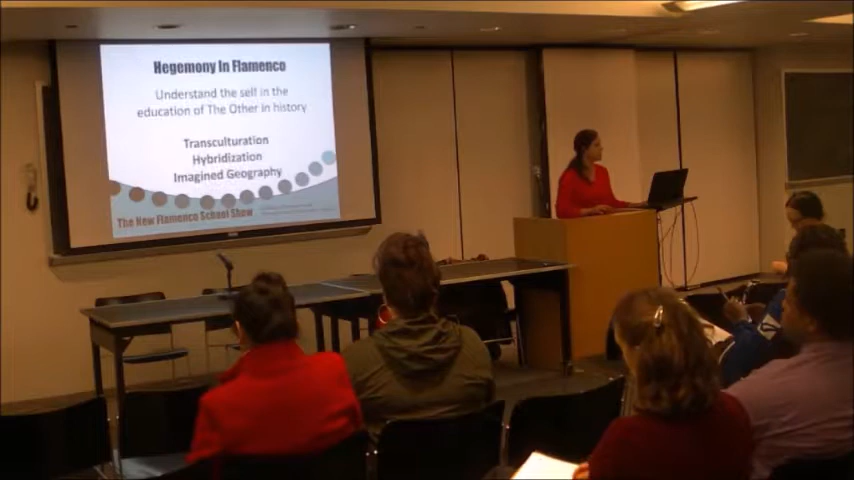 Hegemony In Flamenco
Understand the self in the
education of The Other in history
Transculturation
Hybridization
Imagined Geography
The New Flamenco School Show